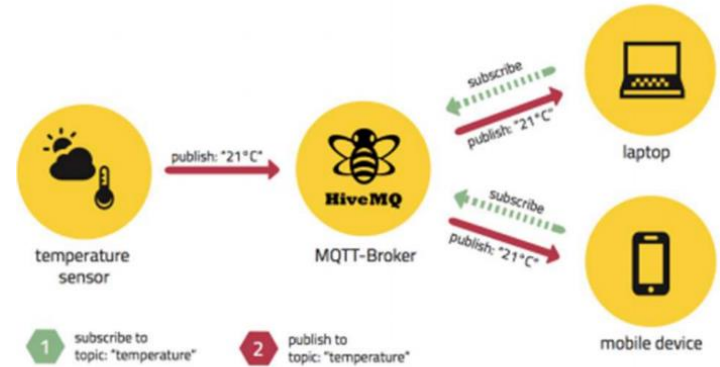 subscribe
publish: "21°C"
laptop
publish: "21°C"
HiveMQ
temperature
sensor
MQTT-Broker
subscribe
publish: "21°C"
mobile device
1
subscribe to
topic: "temperature"
2
publish to
topic: "temperature"